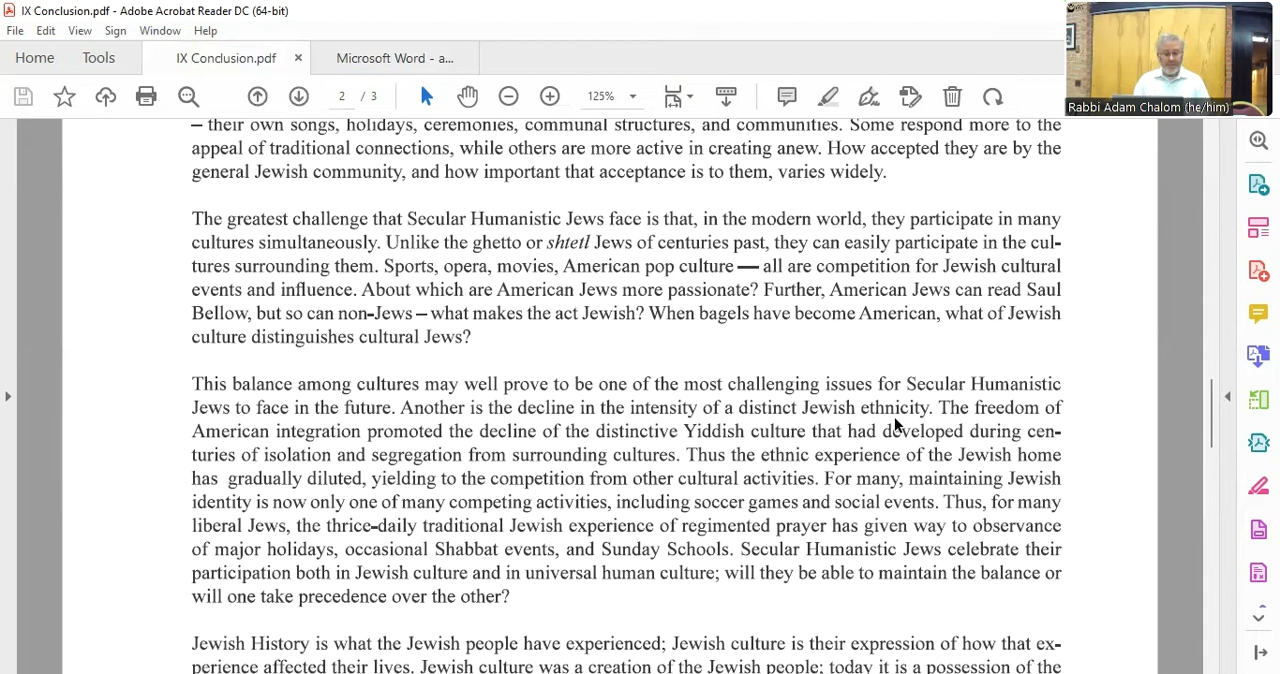 IX Conclusion.pdf - Adobe Acrobat Reader DC (64-bit)
File Edit View Sign Window Help
Home Tools IX Conclusion.pdf × Microsoft Word - a...
2 / 3 125%
Rabbi Adam Chalom (he/him)
– their own songs, holidays, ceremonies, communal structures, and communities. Some respond more to the
appeal of traditional connections, while others are more active in creating anew. How accepted they are by the
general Jewish community, and how important that acceptance is to them, varies widely.
The greatest challenge that Secular Humanistic Jews face is that, in the modern world, they participate in many
cultures simultaneously. Unlike the ghetto or shtetl Jews of centuries past, they can easily participate in the cul-
tures surrounding them. Sports, opera, movies, American pop culture — all are competition for Jewish cultural
events and influence. About which are American Jews more passionate? Further, American Jews can read Saul
Bellow, but so can non-Jews – what makes the act Jewish? When bagels have become American, what of Jewish
culture distinguishes cultural Jews?
This balance among cultures may well prove to be one of the most challenging issues for Secular Humanistic
Jews to face in the future. Another is the decline in the intensity of a distinct Jewish ethnicity. The freedom of
American integration promoted the decline of the distinctive Yiddish culture that had developed during cen-
turies of isolation and segregation from surrounding cultures. Thus the ethnic experience of the Jewish home
has gradually diluted, yielding to the competition from other cultural activities. For many, maintaining Jewish
identity is now only one of many competing activities, including soccer games and social events. Thus, for many
liberal Jews, the thrice-daily traditional Jewish experience of regimented prayer has given way to observance
of major holidays, occasional Shabbat events, and Sunday Schools. Secular Humanistic Jews celebrate their
participation both in Jewish culture and in universal human culture; will they be able to maintain the balance or
will one take precedence over the other?
Jewish History is what the Jewish people have experienced; Jewish culture is their expression of how that ex-
perience affected their lives. Jewish culture was a creation of the Jewish people; today it is a possession of the